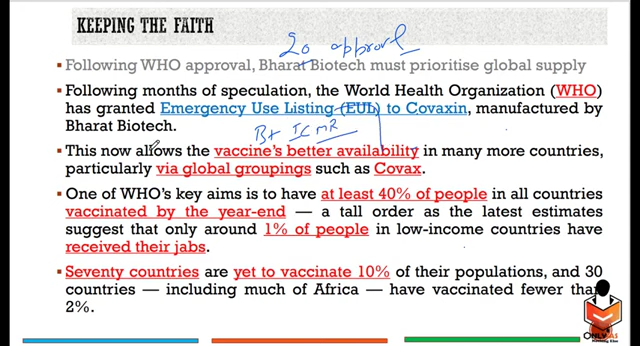 KEEPING THE FAITH
20 approvel
Following WHO approval, Bharat Biotech must prioritise global supply
Following months of speculation, the World Health Organization (WHO)
has granted Emergency Use Listing (EUL) to Covaxin, manufactured by
Bharat Biotech.
B+ ICMR
This now allows the vaccine's better availability in many more countries,
particularly via global groupings such as Covax.
One of WHO's key aims is to have at least 40% of people in all countries
vaccinated by the year-end — a tall order as the latest estimates
suggest that only around 1% of people in low-income countries have
received their jabs.
Seventy countries are yet to vaccinate 10% of their populations, and 30
countries — including much of Africa — have vaccinated fewer than
2%.